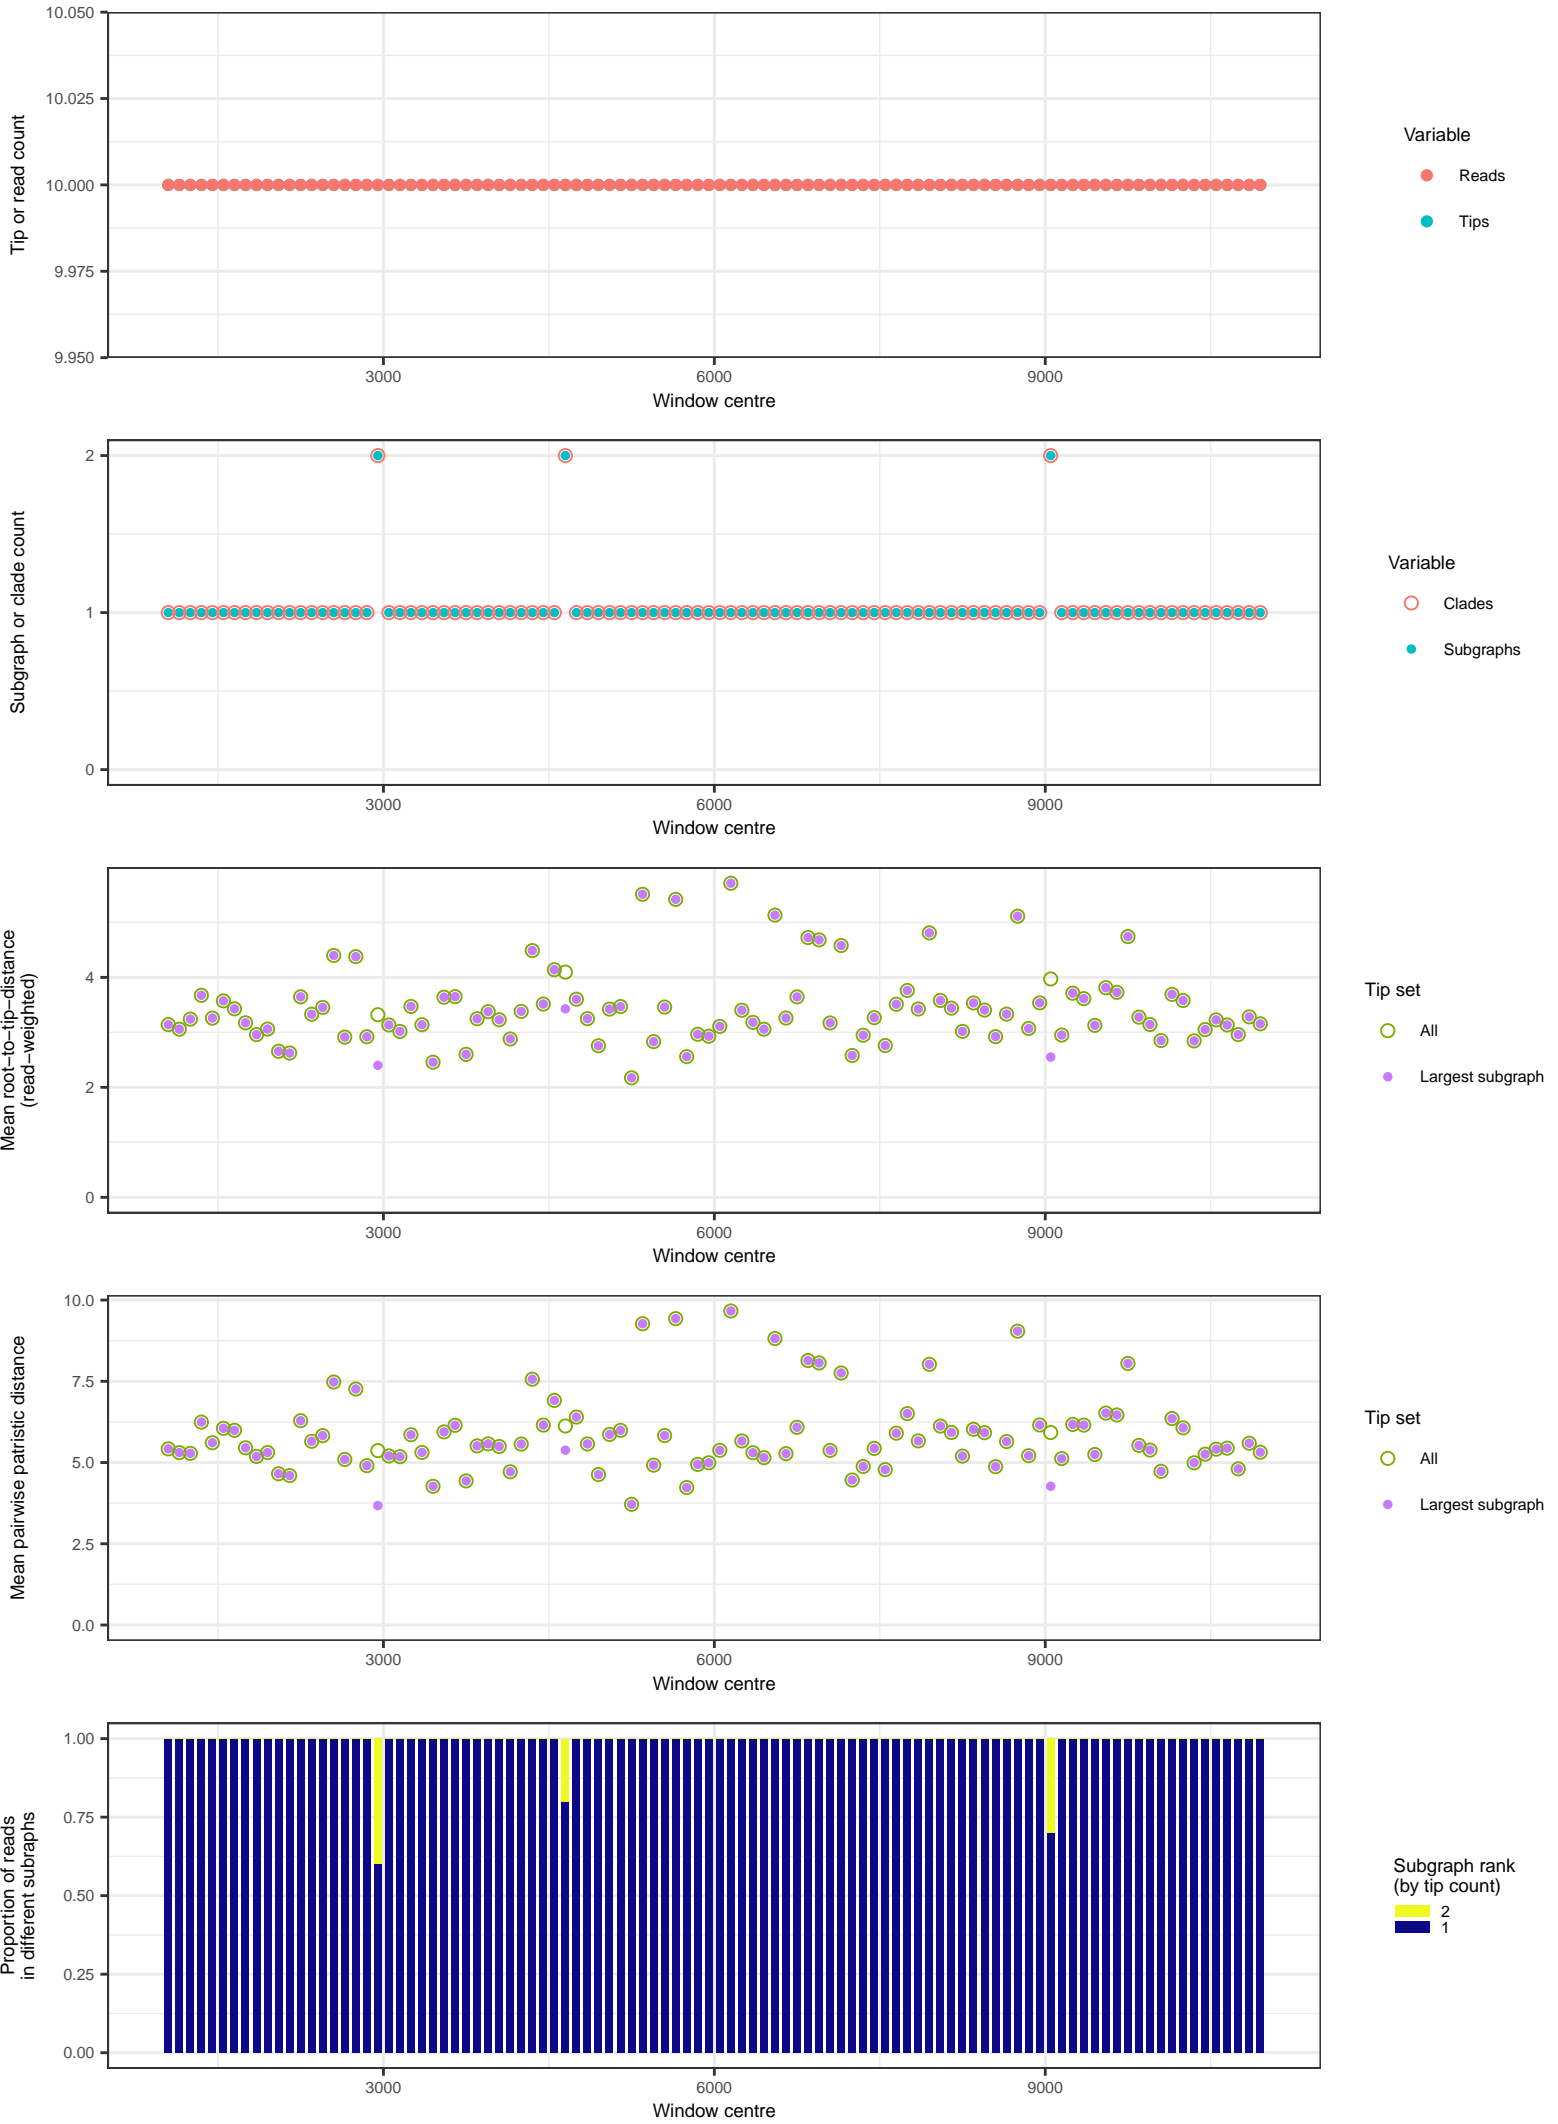 10.050
10.025
10.000
9.975
9.950
Tip or read count
3000 6000 9000
Window centre
Variable
Reads
Tips
2
1
0
Subgraph or clade count
3000 6000 9000
Window centre
Variable
Clades
Subgraphs
4
2
0
Mean root−to−tip−distance
(read−weighted)
3000 6000 9000
Window centre
Tip set
All
Largest subgraph
10.0
7.5
5.0
2.5
0.0
Mean pairwise patristic distance
3000 6000 9000
Window centre
Tip set
All
Largest subgraph
1.00
0.75
0.50
0.25
0.00
Proportion of reads
in different subraphs
3000 6000 9000
Window centre
Subgraph rank
(by tip count)
2
1